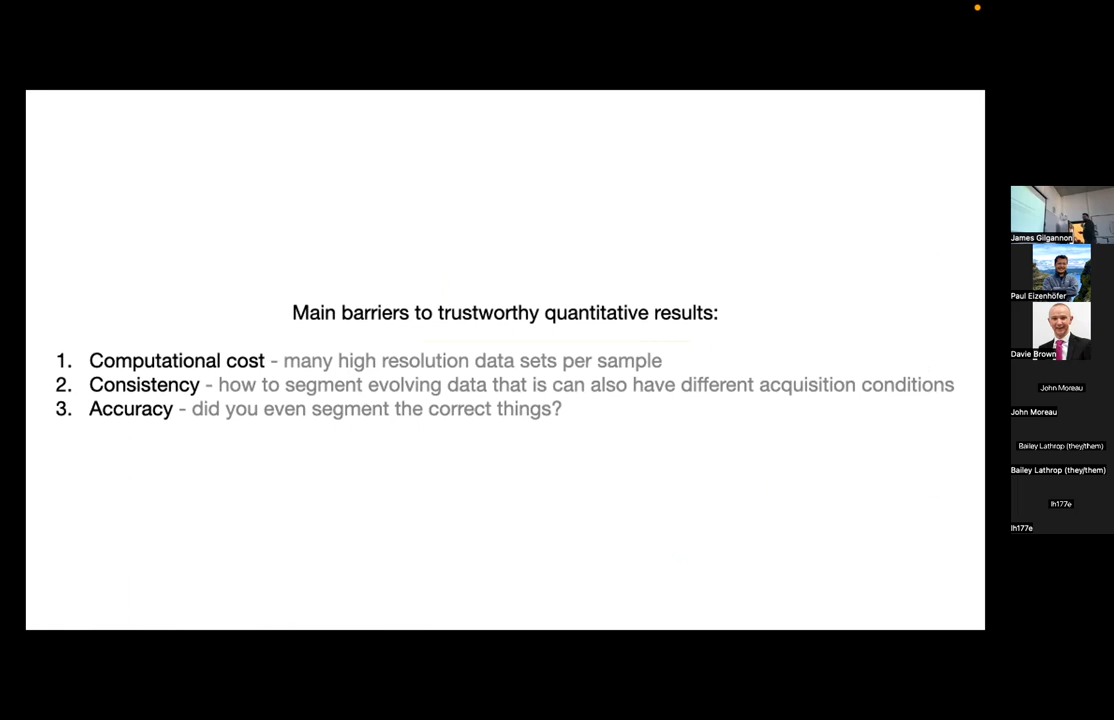 Main barriers to trustworthy quantitative results:
1. Computational cost - many high resolution data sets per sample
2. Consistency - how to segment evolving data that is can also have different acquisition conditions
3. Accuracy - did you even segment the correct things?
James Gilgannon
Paul Eizenhöfer
Davie Brown
John Moreau
John Moreau
Bailey Lathrop (they/them)
Bailey Lathrop (they/them)
lh177e
lh177e